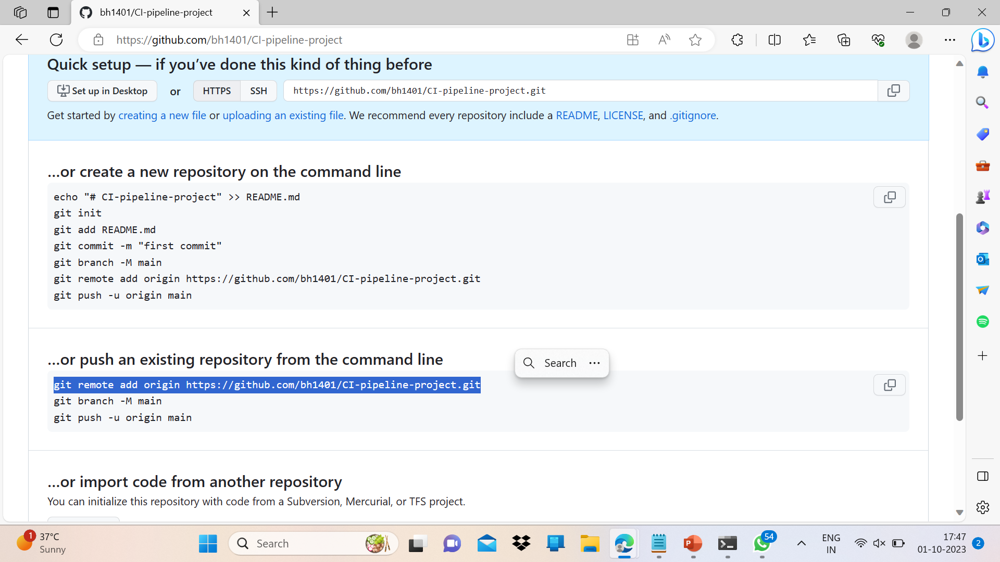 bh1401/CI-pipeline-project
https://github.com/bh1401/CI-pipeline-project
Quick setup — if you’ve done this kind of thing before
Set up in Desktop or HTTPS SSH https://github.com/bh1401/CI-pipeline-project.git
Get started by creating a new file or uploading an existing file. We recommend every repository include a README, LICENSE, and .gitignore.
...or create a new repository on the command line
echo "# CI-pipeline-project" >> README.md
git init
git add README.md
git commit -m "first commit"
git branch -M main
git remote add origin https://github.com/bh1401/CI-pipeline-project.git
git push -u origin main
...or push an existing repository from the command line
Search
git remote add origin https://github.com/bh1401/CI-pipeline-project.git
git branch -M main
git push -u origin main
...or import code from another repository
You can initialize this repository with code from a Subversion, Mercurial, or TFS project.
1
37°C
Sunny
Search
54
ENG
IN
17:47
01-10-2023
2